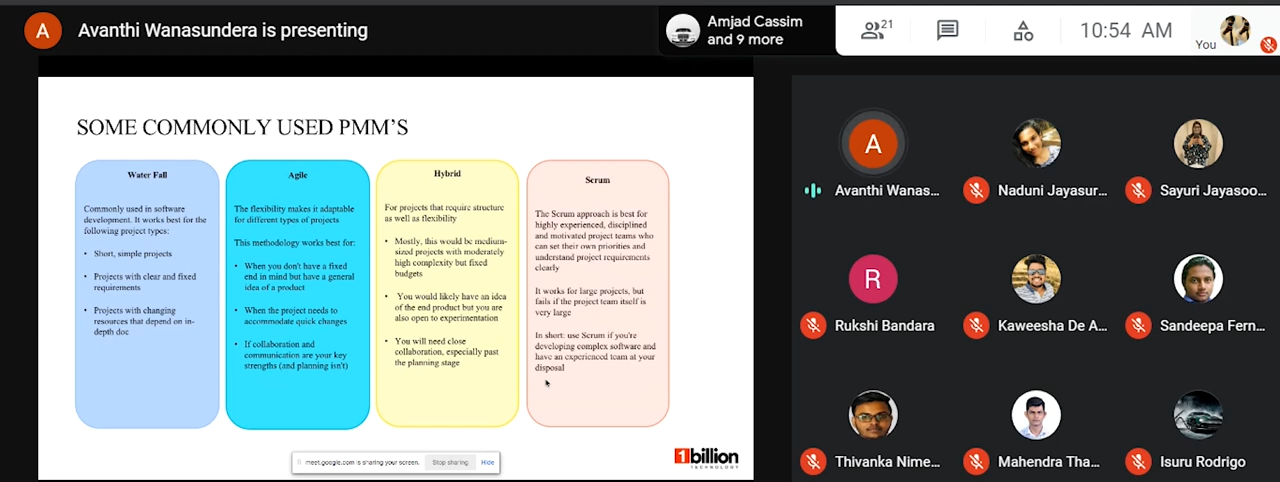 A
Avanthi Wanasundera is presenting
Amjad Cassim
and 9 more
21
10:54 AM
You
SOME COMMONLY USED PMM'S
Water Fall
Commonly used in software
development. It works best for the
following project types:
• Short, simple projects
• Projects with clear and fixed
requirements
• Projects with changing
resources that depend on in-
depth doc
Agile
The flexibility makes it adaptable
for different types of projects
This methodology works best for:
• When you don't have a fixed
end in mind but have a general
idea of a product
• When the project needs to
accommodate quick changes
• If collaboration and
communication are your key
strengths (and planning isn't)
Hybrid
For projects that require structure
as well as flexibility
• Mostly, this would be medium-
sized projects with moderately
high complexity but fixed
budgets
• You would likely have an idea
of the end product but you are
also open to experimentation
• You will need close
collaboration, especially past
the planning stage
Scrum
The Scrum approach is best for
highly experienced, disciplined
and motivated project teams who
can set their own priorities and
understand project requirements
clearly
It works for large projects, but
fails if the project team itself is
very large
In short: use Scrum if you're
developing complex software and
have an experienced team at your
disposal
meet.google.com is sharing your screen.
Stop sharing
Hide
1billion
TECHNOLOGY
A
Avanthi Wanas...
Naduni Jayasur...
Sayuri Jayasoo...
R
Rukshi Bandara
Kaweesha De A...
Sandeepa Fern...
Thivanka Nime...
Mahendra Tha...
Isuru Rodrigo